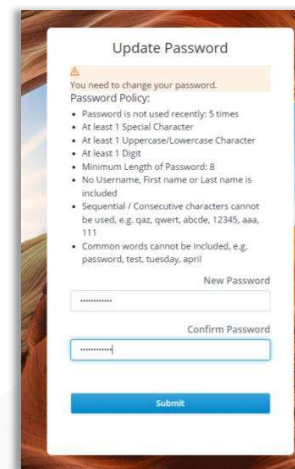 Update Password
You need to change your password.
Password Policy:
• Password is not used recently: 5 times
• At least 1 Special Character
• At least 1 Uppercase/Lowercase Character
• At least 1 Digit
• Minimum Length of Password: 8
• No Username, First name or Last name is
included
• Sequential / Consecutive characters cannot
be used, e.g. qaz, qwert, abcde, 12345, aaa,
111
• Common words cannot be included, e.g.
password, test, tuesday, april
New Password
Confirm Password
Submit